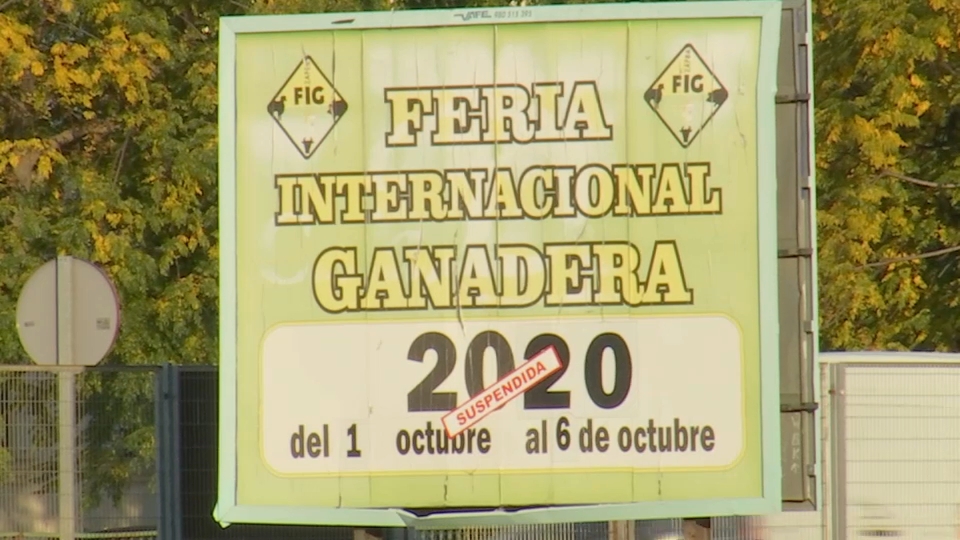 FIG
FIG
FERIA
INTERNACIONAL
GANADERA
2020
SUSPENDIDA
del 1 octubre al 6 de octubre